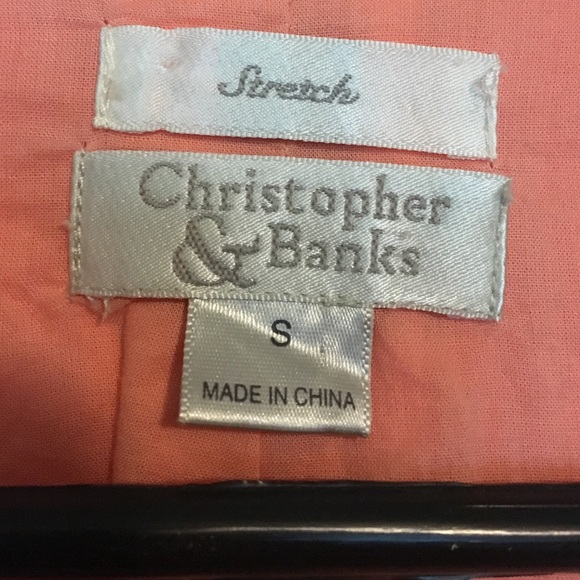 Stretch
Christopher
& Banks
S
MADE IN CHINA